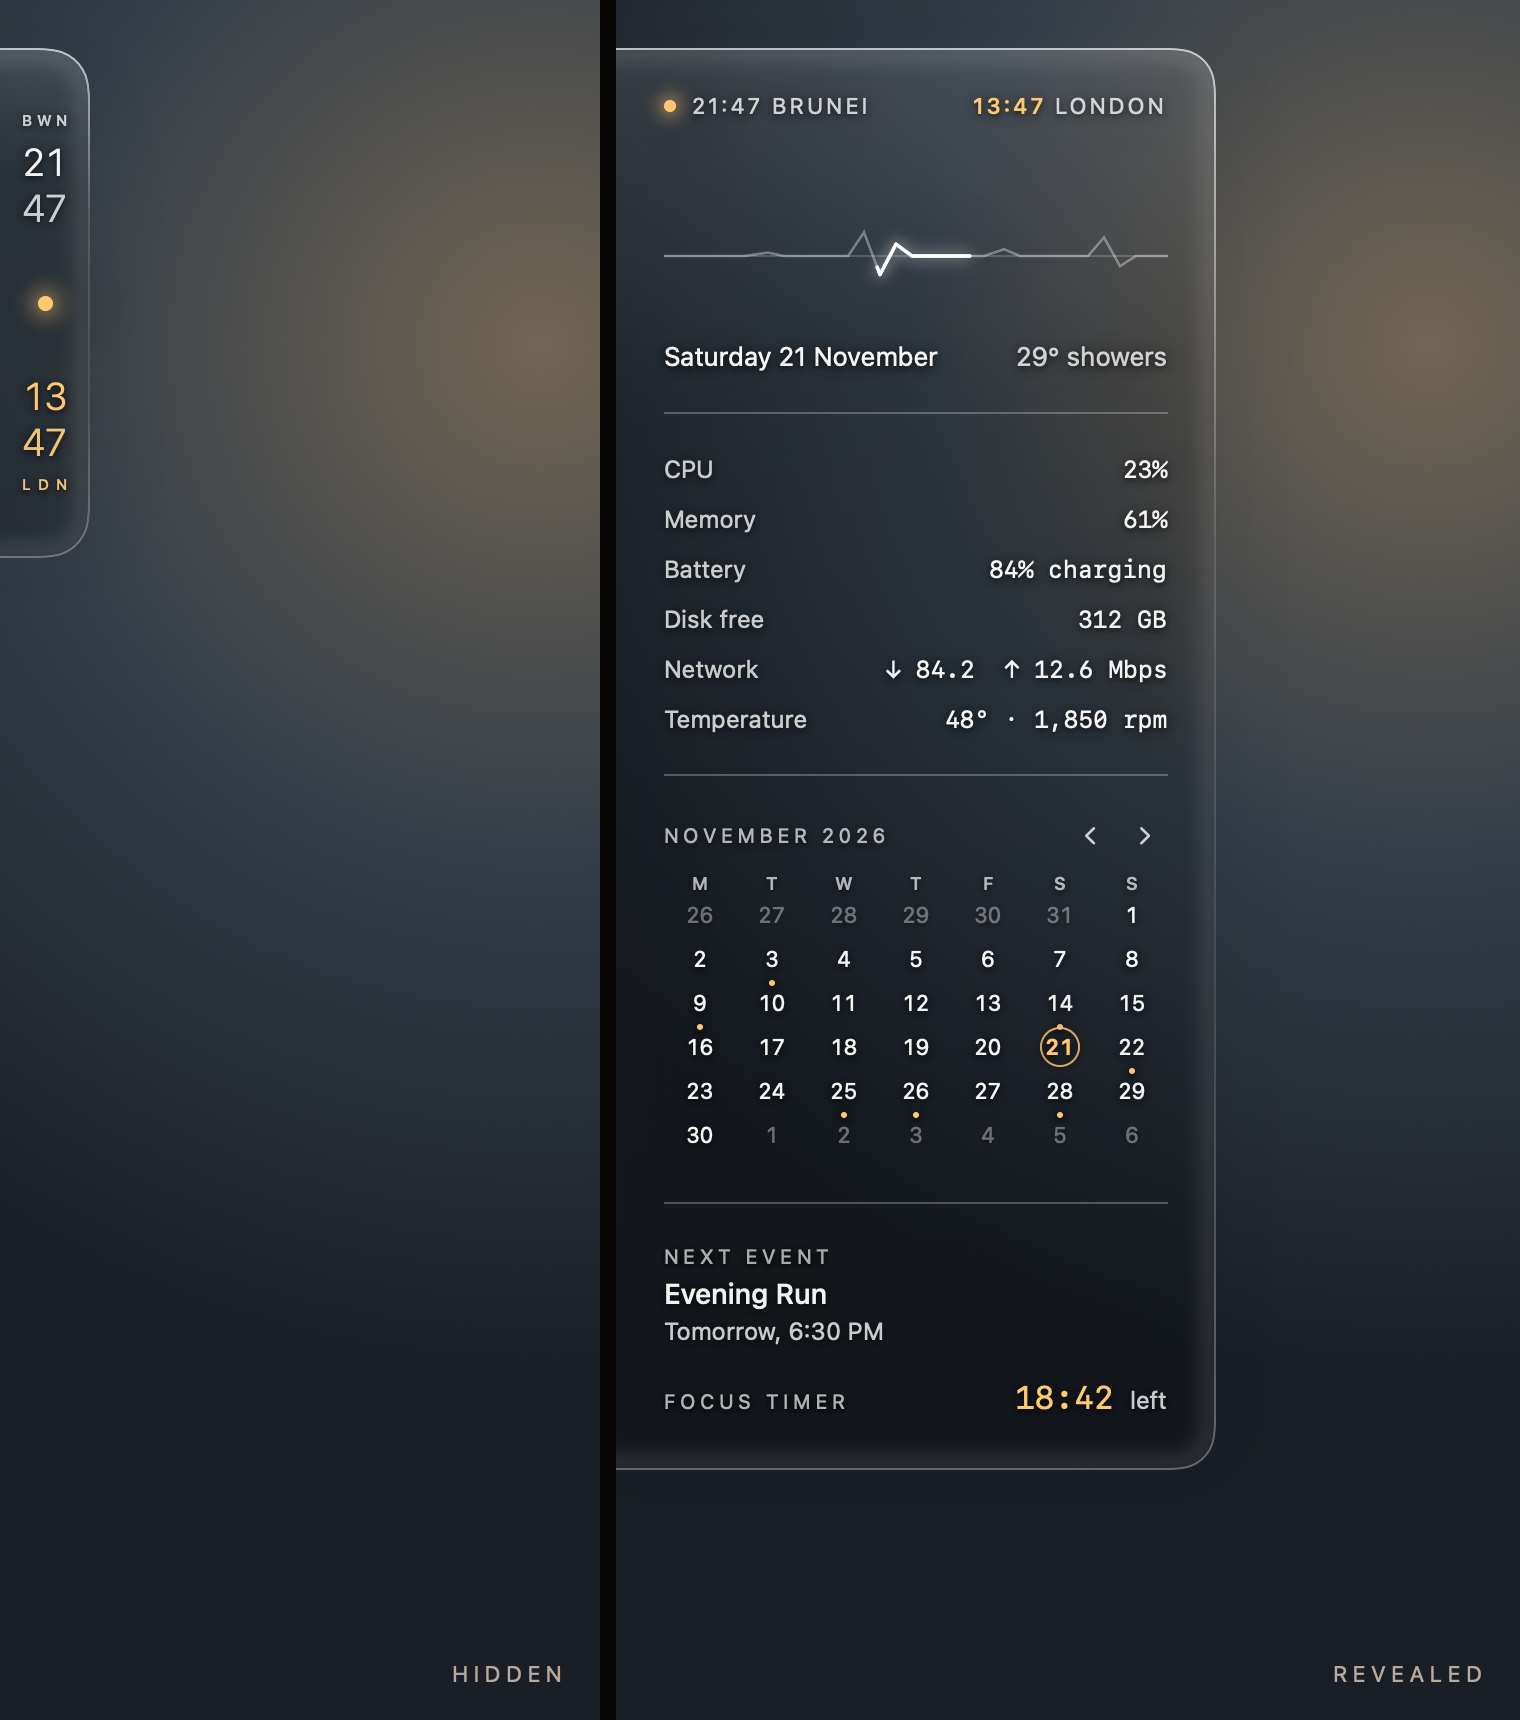 BWN
21
47
13
47
LDN
HIDDEN
21:47 BRUNEI 13:47 LONDON
Saturday 21 November 29° showers
CPU 23%
Memory 61%
Battery 84% charging
Disk free 312 GB
Network ↓ 84.2 ↑ 12.6 Mbps
Temperature 48° · 1,850 rpm
NOVEMBER 2026 < >
M T W T F S S
26 27 28 29 30 31 1
2 3 4 5 6 7 8
9 10 11 12 13 14 15
16 17 18 19 20 21 22
23 24 25 26 27 28 29
30 1 2 3 4 5 6
NEXT EVENT
Evening Run
Tomorrow, 6:30 PM
FOCUS TIMER 18:42 left
REVEALED